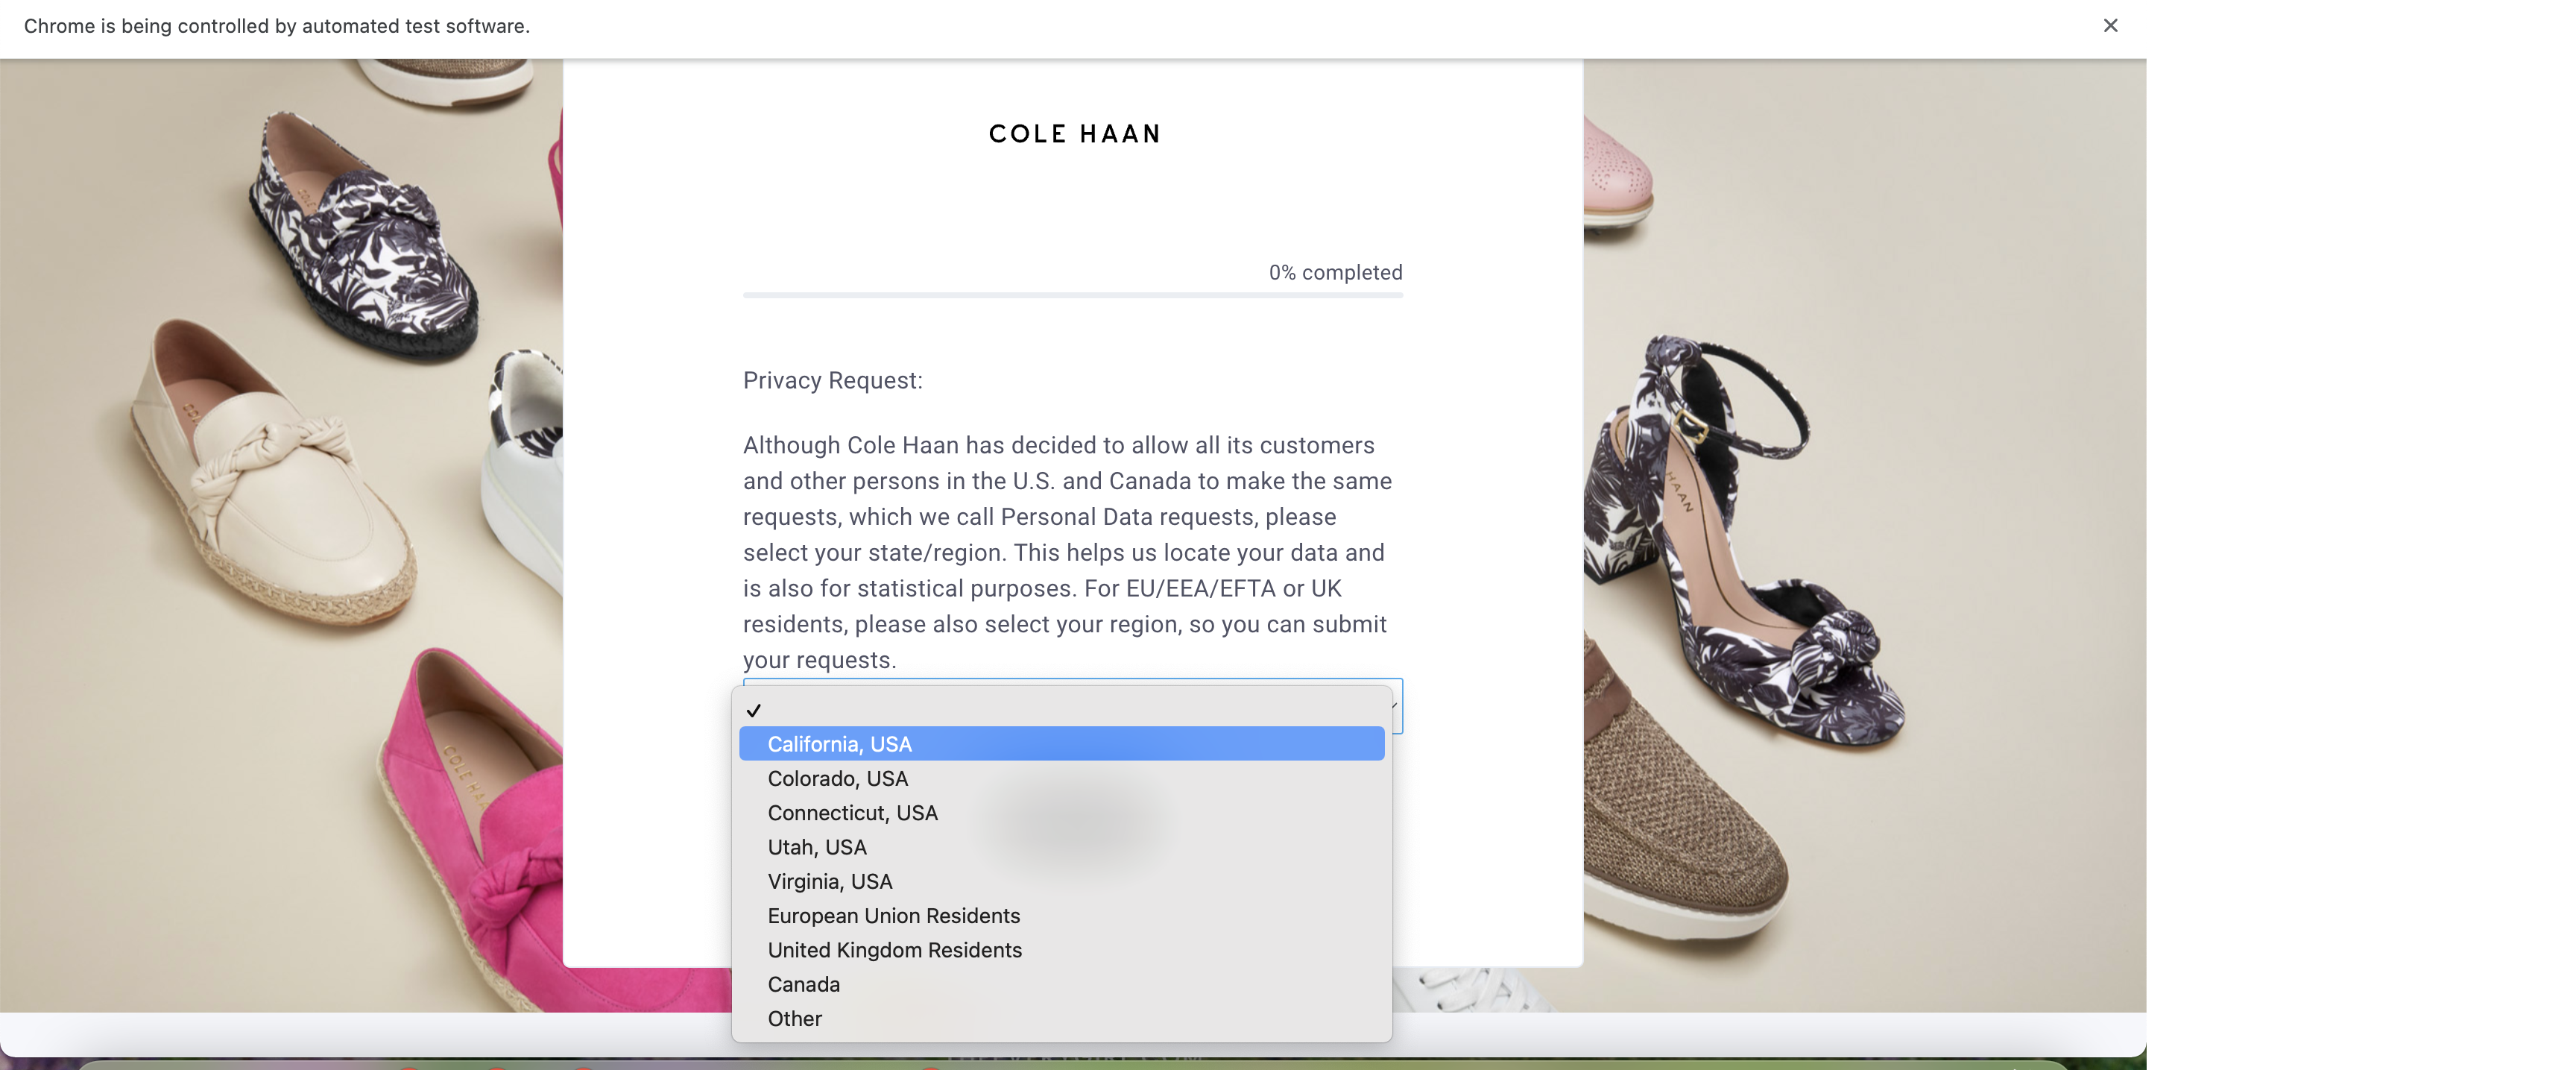 Chrome is being controlled by automated test software.
COLE HAAN
0% completed
Privacy Request:
Although Cole Haan has decided to allow all its customers
and other persons in the U.S. and Canada to make the same
requests, which we call Personal Data requests, please
select your state/region. This helps us locate your data and
is also for statistical purposes. For EU/EEA/EFTA or UK
residents, please also select your region, so you can submit
your requests.
California, USA
Colorado, USA
Connecticut, USA
Utah, USA
Virginia, USA
European Union Residents
United Kingdom Residents
Canada
Other
COLE HAA
HAAN